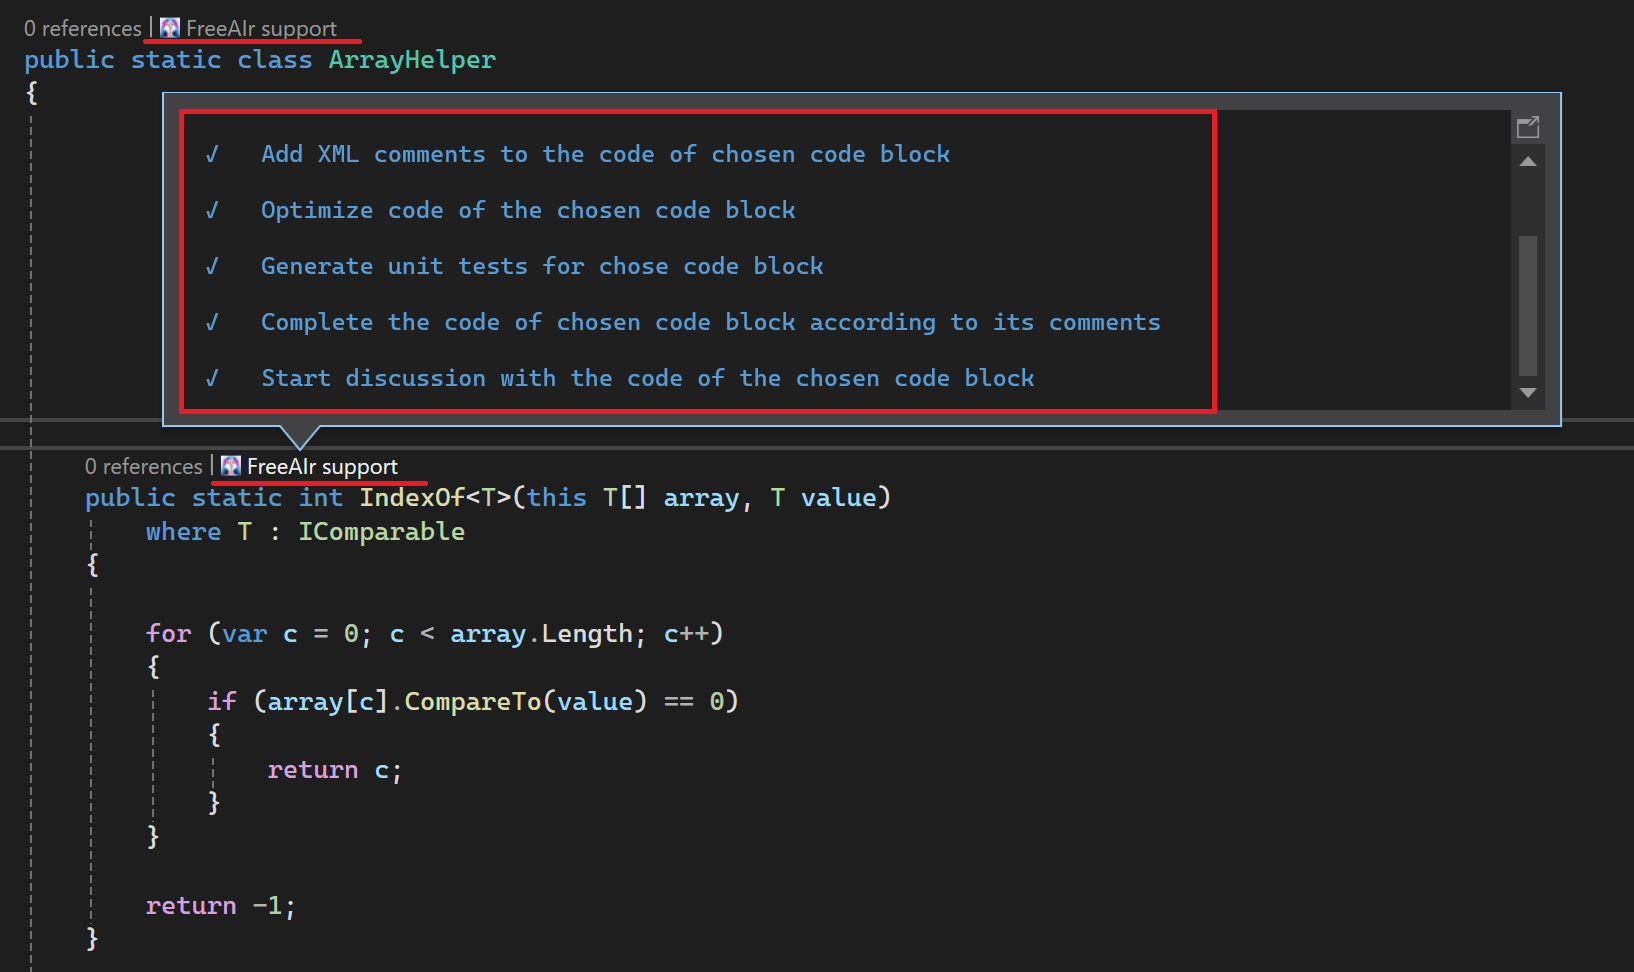 0 references | FreeAIr support
public static class ArrayHelper
{
√ Add XML comments to the code of chosen code block
√ Optimize code of the chosen code block
√ Generate unit tests for chose code block
√ Complete the code of chosen code block according to its comments
√ Start discussion with the code of the chosen code block
0 references | FreeAIr support
public static int IndexOf<T>(this T[] array, T value)
where T : IComparable
{
for (var c = 0; c < array.Length; c++)
{
if (array[c].CompareTo(value) == 0)
{
return c;
}
}
return -1;
}